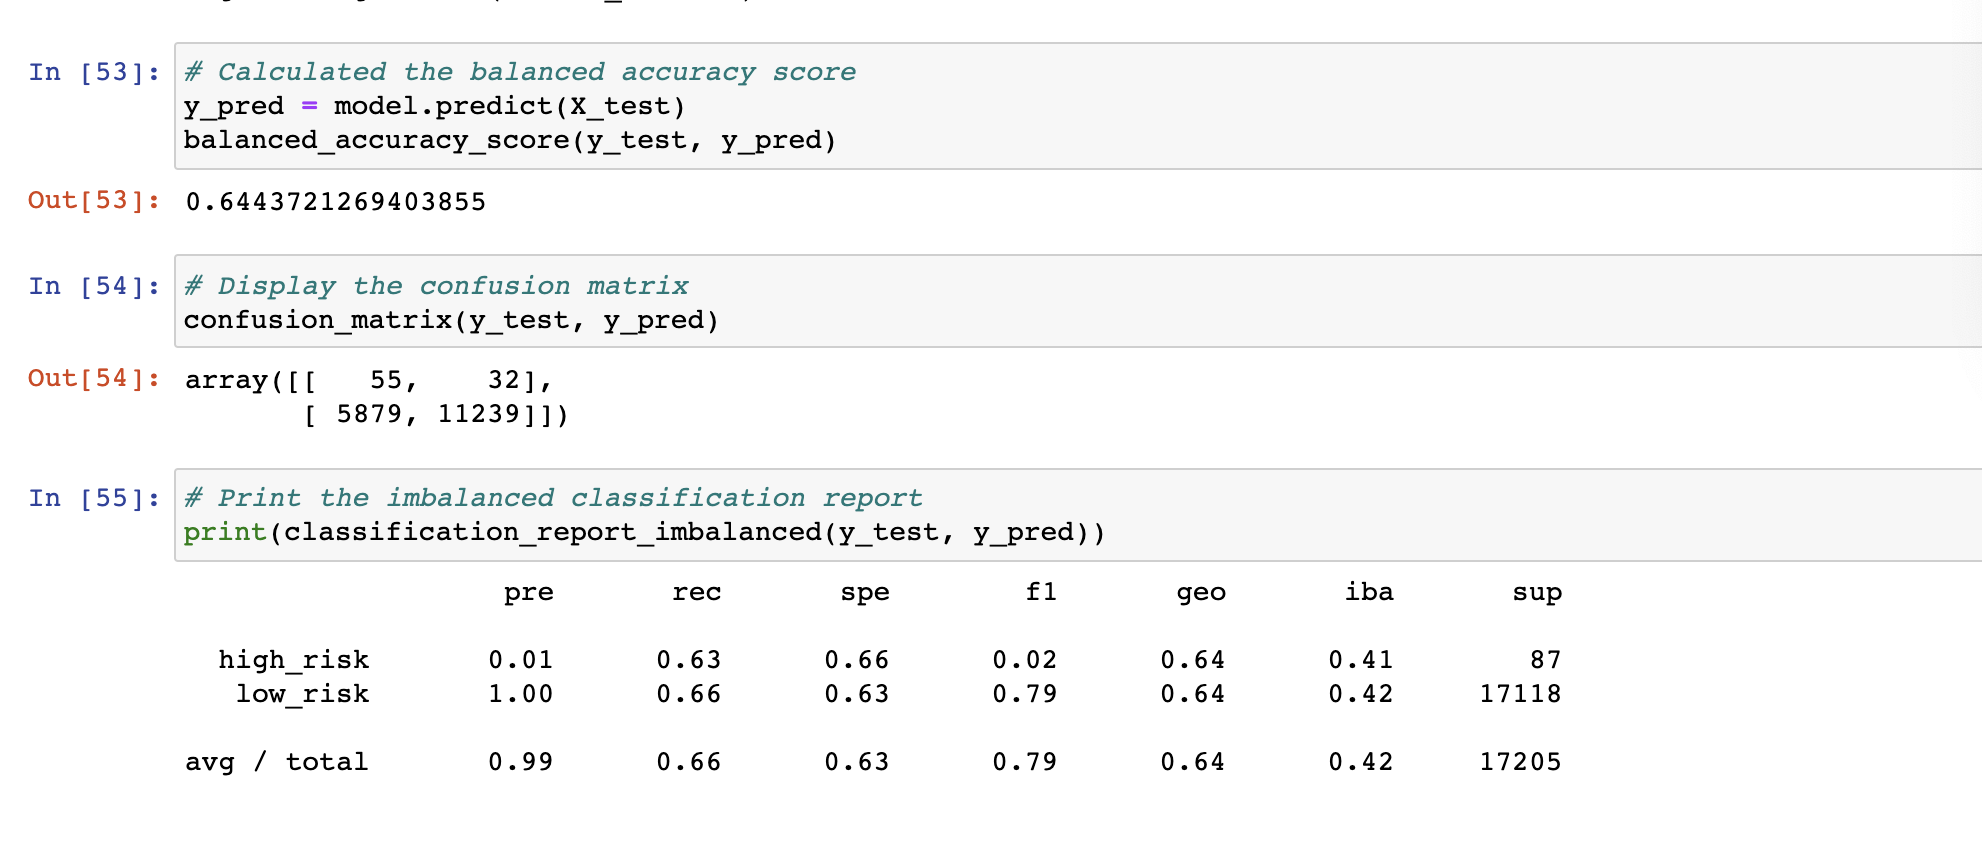 In [53]: # Calculated the balanced accuracy score
y_pred = model.predict(X_test)
balanced_accuracy_score(y_test, y_pred)
Out[53]: 0.6443721269403855
In [54]: # Display the confusion matrix
confusion_matrix(y_test, y_pred)
Out[54]: array([[   55,    32],
       [ 5879, 11239]])
In [55]: # Print the imbalanced classification report
print(classification_report_imbalanced(y_test, y_pred))
                   pre       rec       spe        f1       geo       iba       sup
  high_risk       0.01      0.63      0.66      0.02      0.64      0.41        87
   low_risk       1.00      0.66      0.63      0.79      0.64      0.42     17118
avg / total       0.99      0.66      0.63      0.79      0.64      0.42     17205